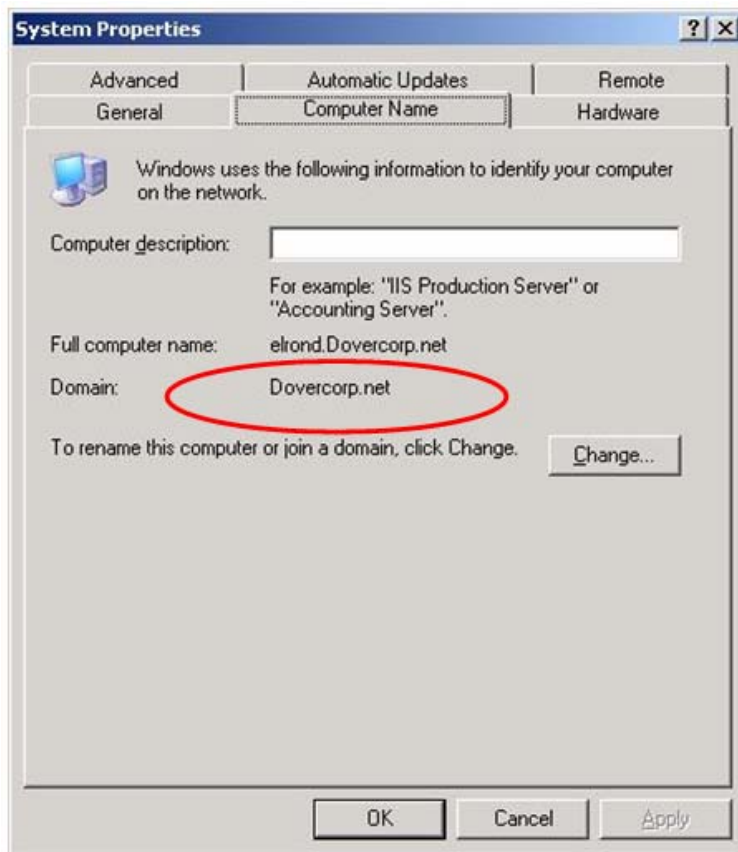 System Properties
Advanced Automatic Updates Remote
General Computer Name Hardware
Windows uses the following information to identify your computer
on the network.
Computer description:
For example: "IIS Production Server" or
"Accounting Server".
Full computer name: elrond.Dovercorp.net
Domain: Dovercorp.net
To rename this computer or join a domain, click Change.
Change...
OK Cancel Apply